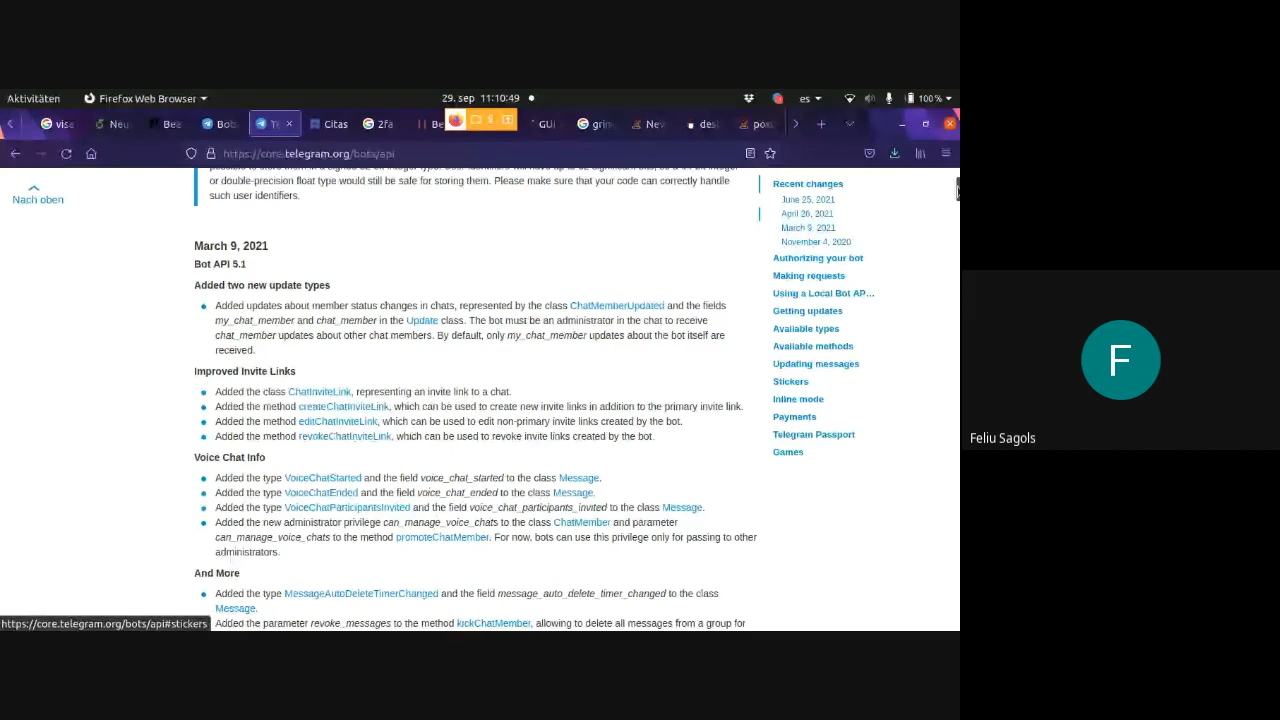 Aktivitäten
Firefox Web Browser
29. sep 11:10:49
es
100%
visa
Neu
Bea
Bots
Te
Citas
2fa
Be
GUI
grin
Nev
desl
https://core.telegram.org/bots/api
Nach oben
or double-precision float type would still be safe for storing them. Please make sure that your code can correctly handle
such user identifiers.
March 9, 2021
Bot API 5.1
Added two new update types
Added updates about member status changes in chats, represented by the class ChatMemberUpdated and the fields
my_chat_member and chat_member in the Update class. The bot must be an administrator in the chat to receive
chat_member updates about other chat members. By default, only my_chat_member updates about the bot itself are
received.
Improved Invite Links
Added the class ChatInviteLink, representing an invite link to a chat.
Added the method createChatInviteLink, which can be used to create new invite links in addition to the primary invite link.
Added the method editChatInviteLink, which can be used to edit non-primary invite links created by the bot.
Added the method revokeChatInviteLink, which can be used to revoke invite links created by the bot.
Voice Chat Info
Added the type VoiceChatStarted and the field voice_chat_started to the class Message.
Added the type VoiceChatEnded and the field voice_chat_ended to the class Message.
Added the type VoiceChatParticipantsInvited and the field voice_chat_participants_invited to the class Message.
Added the new administrator privilege can_manage_voice_chats to the class ChatMember and parameter
can_manage_voice_chats to the method promoteChatMember. For now, bots can use this privilege only for passing to other
administrators.
And More
Added the type MessageAutoDeleteTimerChanged and the field message_auto_delete_timer_changed to the class
Message.
Added the parameter revoke_messages to the method kickChatMember, allowing to delete all messages from a group for
https://core.telegram.org/bots/api#stickers
Recent changes
June 25, 2021
April 26, 2021
March 9, 2021
November 4, 2020
Authorizing your bot
Making requests
Using a Local Bot AP…
Getting updates
Available types
Available methods
Updating messages
Stickers
Inline mode
Payments
Telegram Passport
Games
F
Feliu Sagols